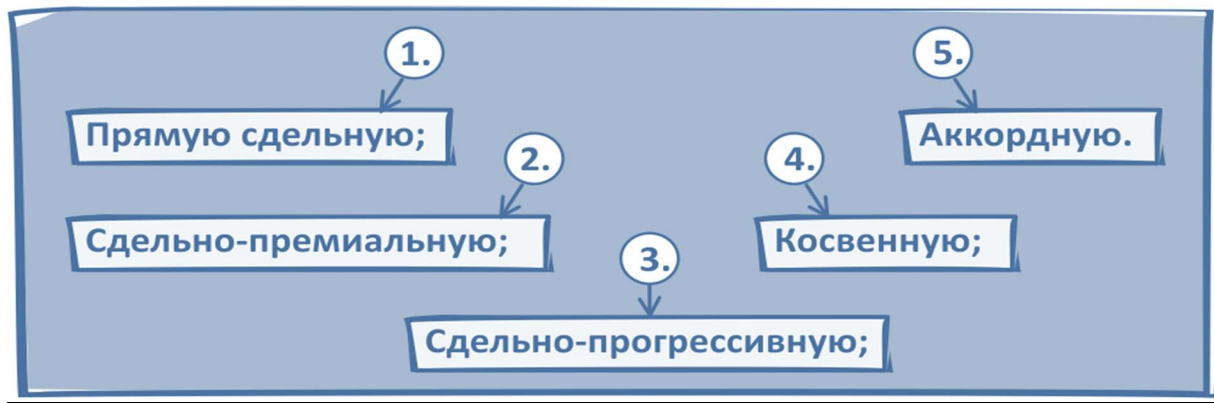 1.
Прямую сдельную;
2.
Сдельно-премиальную;
3.
Сдельно-прогрессивную;
4.
Косвенную;
5.
Аккордную.